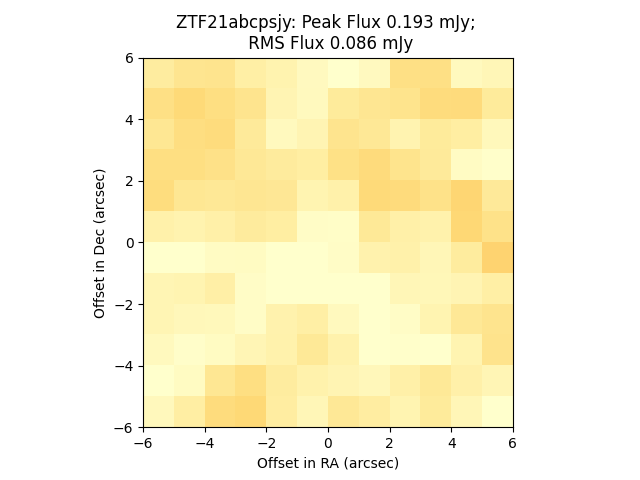 ZTF21abcpsjy: Peak Flux 0.193 mJy;
RMS Flux 0.086 mJy
6
4
2
0
−2
−4
−6
Offset in Dec (arcsec)
−6 −4 −2 0 2 4 6
Offset in RA (arcsec)